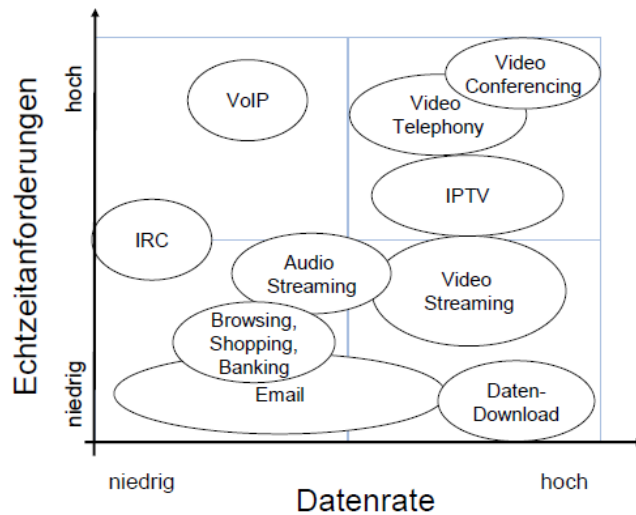 Echtzeitanforderungen
hoch
niedrig
Video
Conferencing
VoIP
Video
Telephony
IPTV
IRC
Audio
Streaming
Video
Streaming
Browsing,
Shopping,
Banking
Email
Daten-
Download
niedrig
hoch
Datenrate